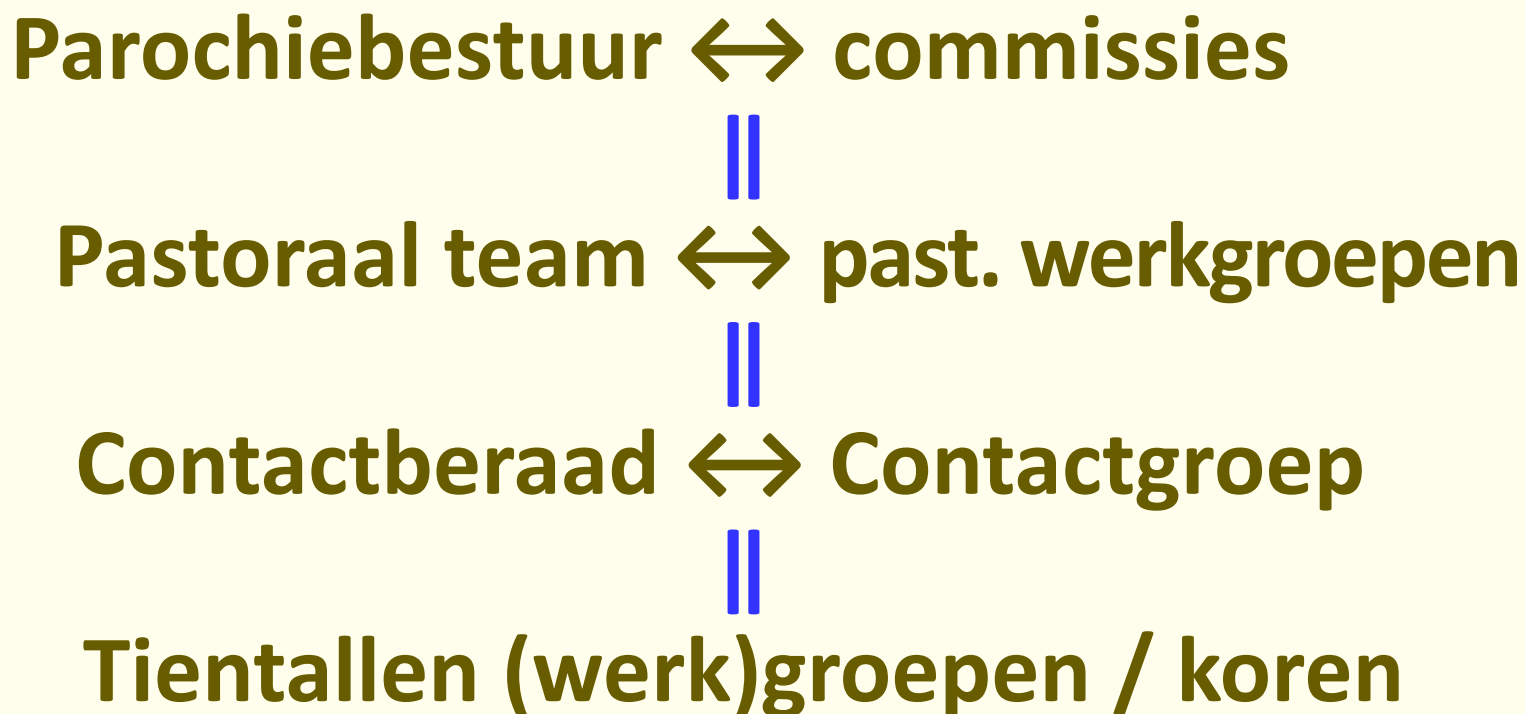 Parochiebestuur ↔ commissies
||
Pastoraal team ↔ past. werkgroepen
||
Contactberaad ↔ Contactgroep
||
Tientallen (werk)groepen / koren